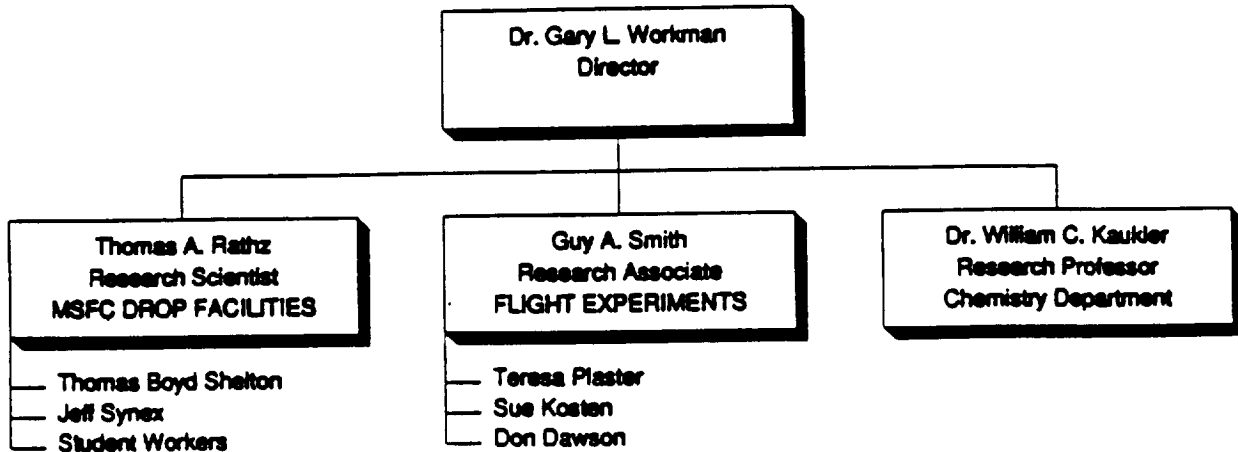 Dr. Gary L. Workman
Director
Thomas A. Rathz
Research Scientist
MSFC DROP FACILITIES
Guy A. Smith
Research Associate
FLIGHT EXPERIMENTS
Dr. William C. Kaukler
Research Professor
Chemistry Department
Thomas Boyd Shelton
Jeff Synex
Student Workers
Teresa Plaster
Sue Kosten
Don Dawson